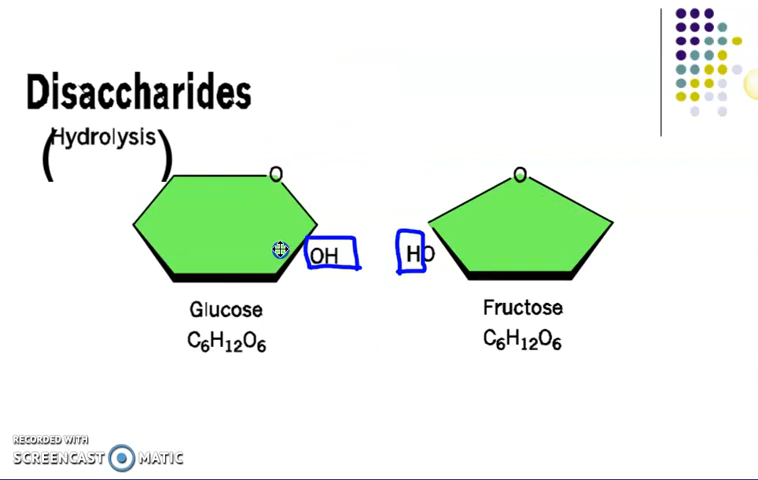 Disaccharides
(Hydrolysis)
O
O
OH
HO
Glucose
Fructose
C₆H₁₂O₆
C₆H₁₂O₆
RECORDED WITH
SCREENCAST MATIC